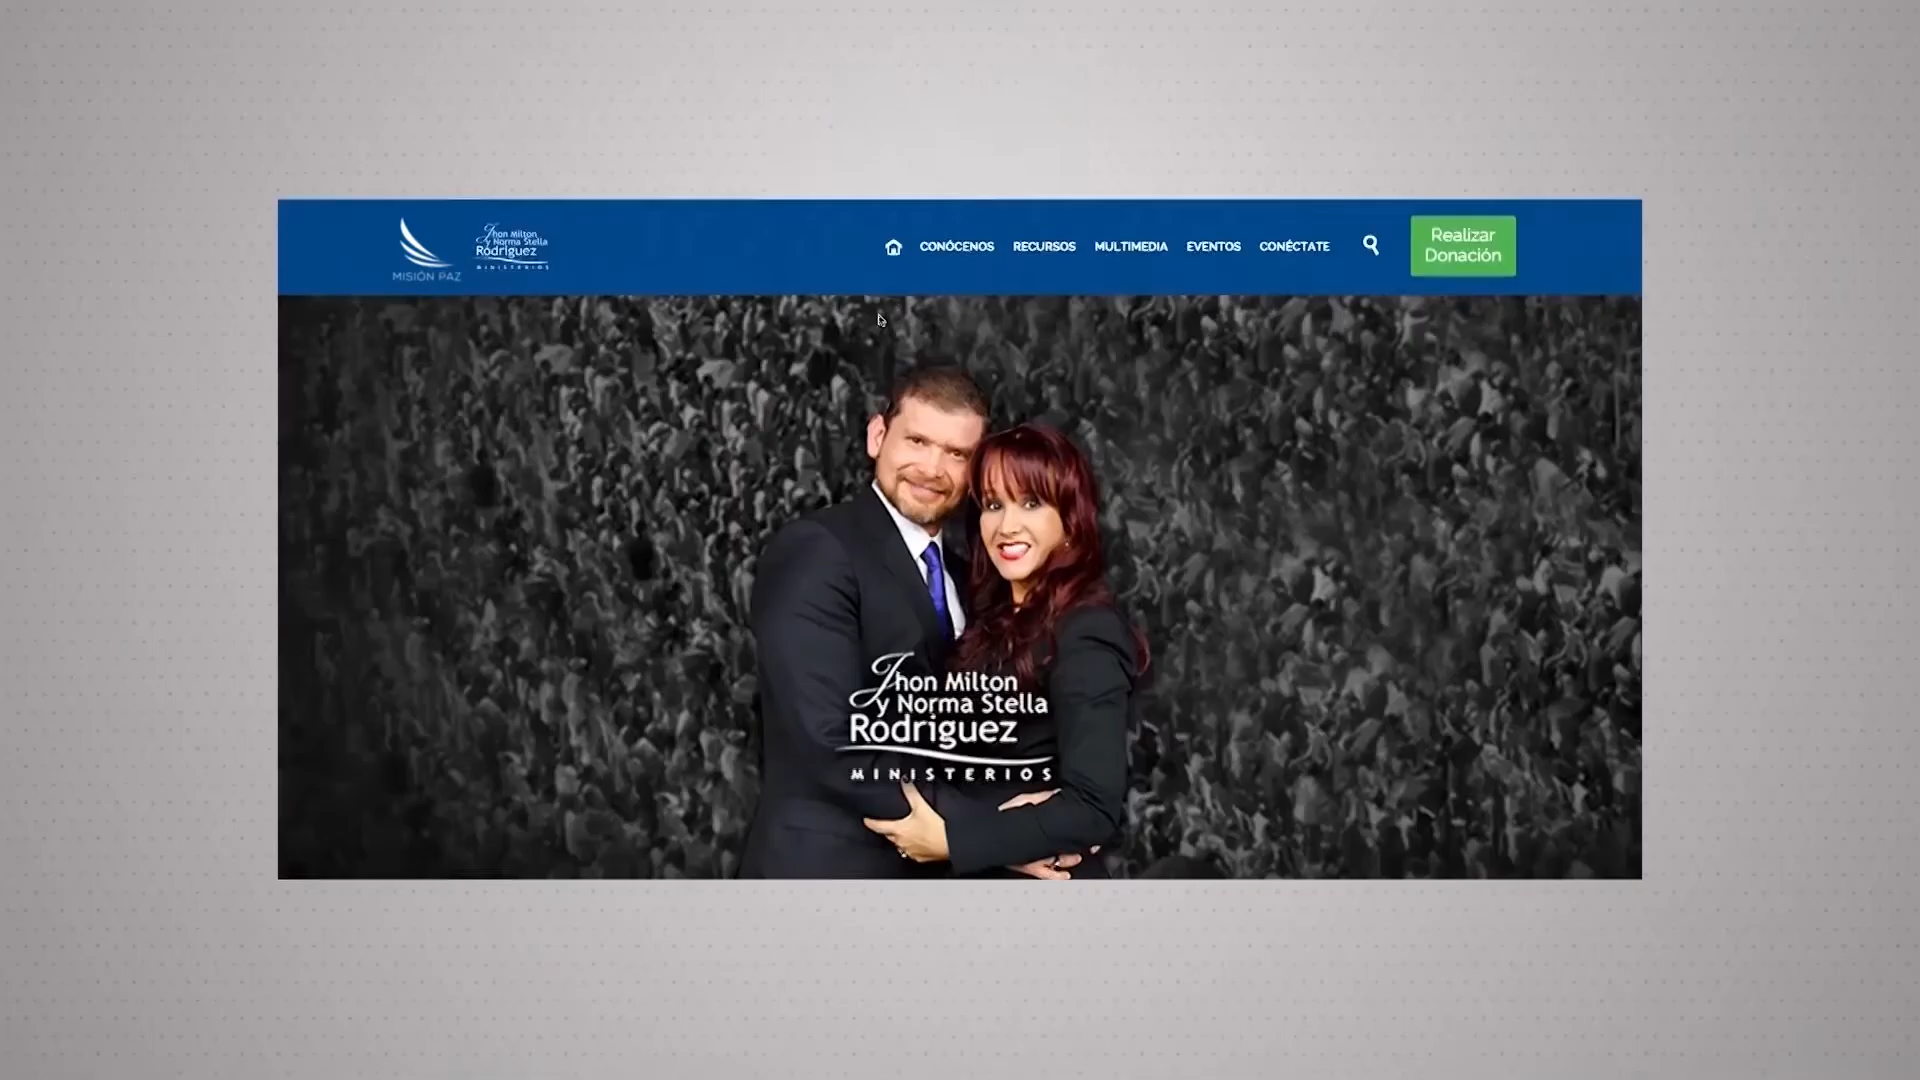 MISIÓN PAZ
Jhon Milton
y Norma Stella
Rodriguez
MINISTERIOS
CONÓCENOS
RECURSOS
MULTIMEDIA
EVENTOS
CONÉCTATE
Realizar
Donación
Jhon Milton
y Norma Stella
Rodriguez
MINISTERIOS